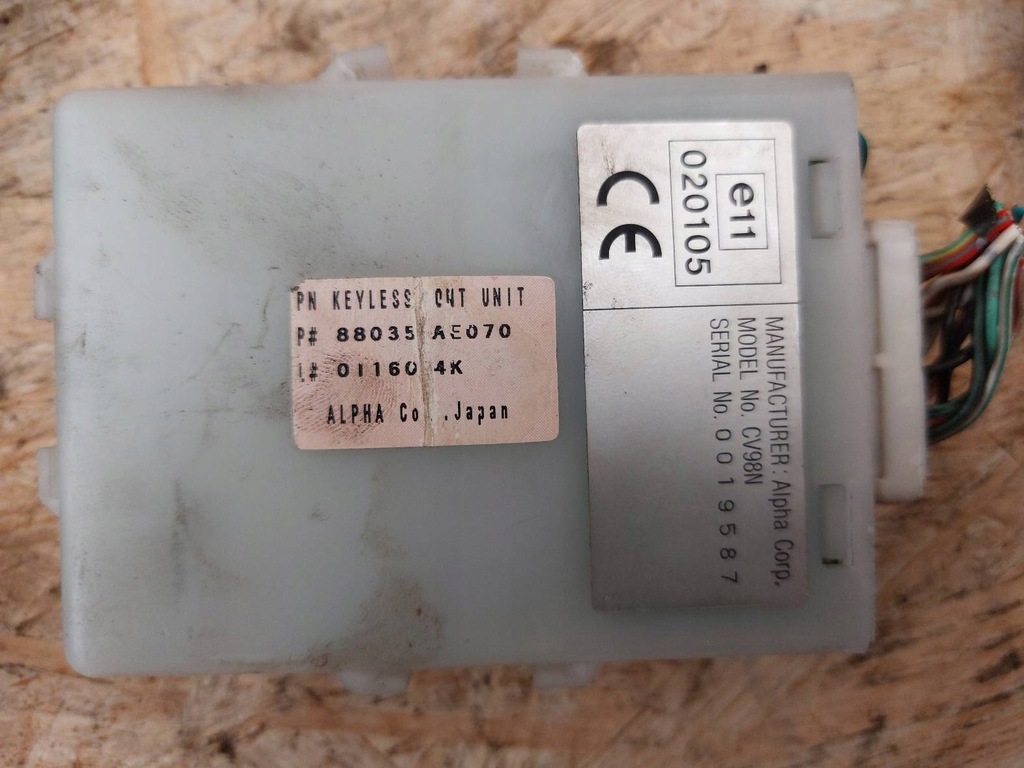 PN KEYLESS CNT UNIT
P# 88035 AE070
L# 01160 4K
ALPHA Co .,Japan
e11
020105
CE
MANUFACTURER : Alpha Corp.
MODEL No. CV98N
SERIAL No. 0019587